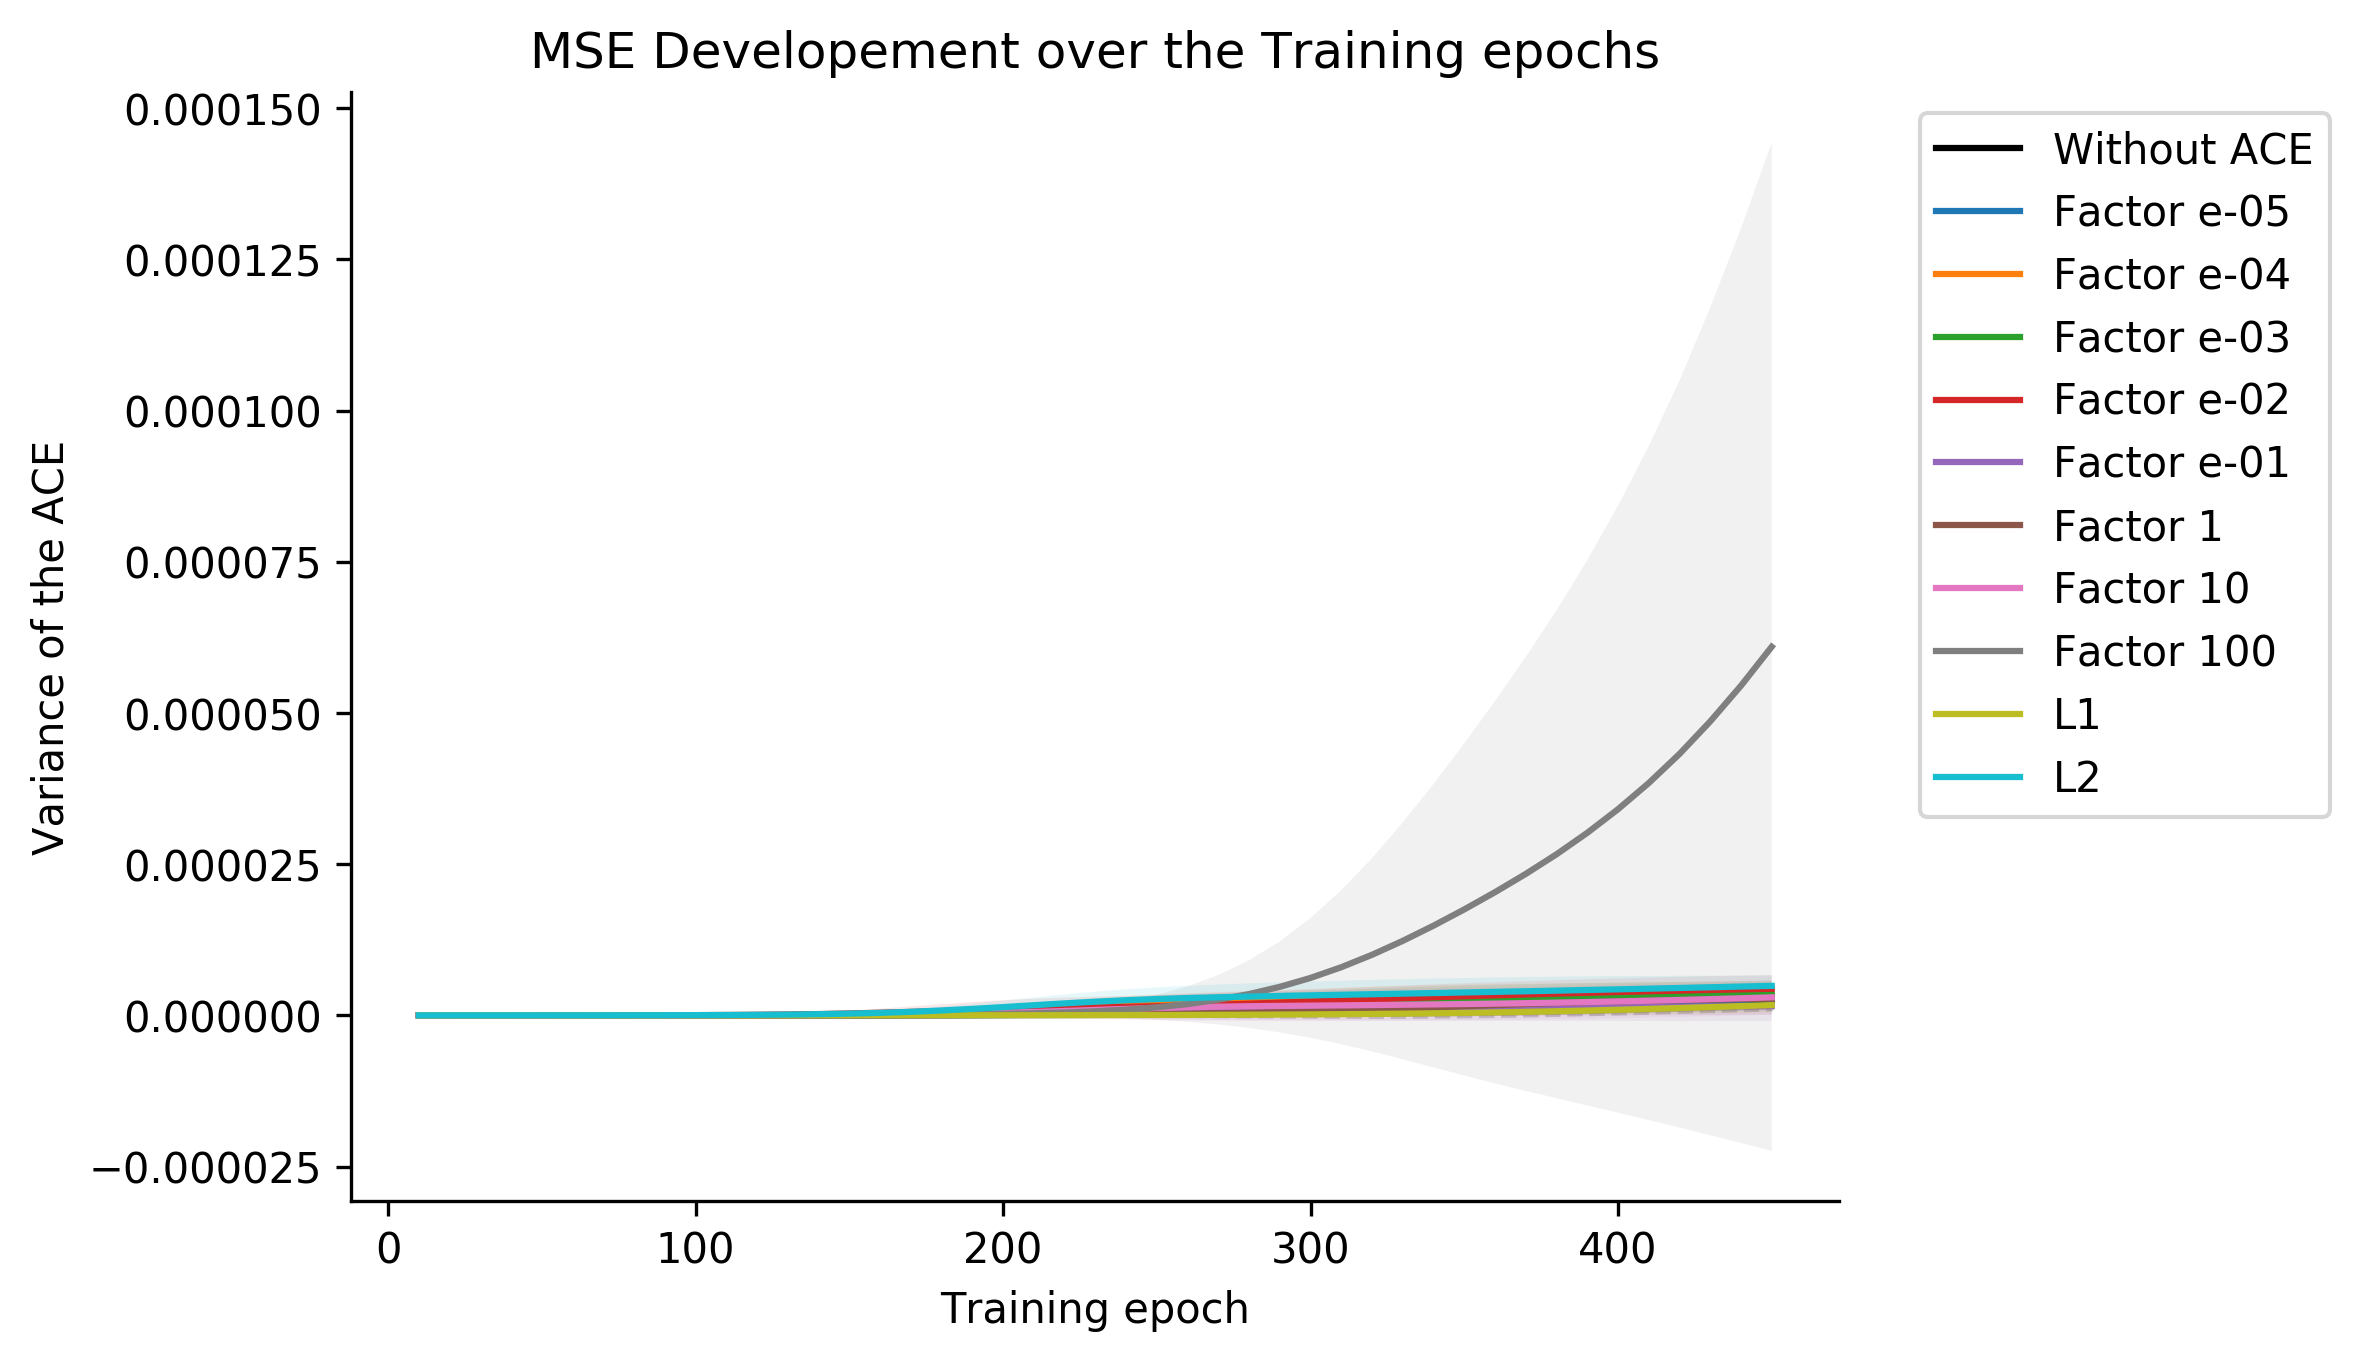 MSE Developement over the Training epochs
Variance of the ACE
0.000150
0.000125
0.000100
0.000075
0.000050
0.000025
0.000000
−0.000025
0
100
200
300
400
Training epoch
Without ACE
Factor e-05
Factor e-04
Factor e-03
Factor e-02
Factor e-01
Factor 1
Factor 10
Factor 100
L1
L2